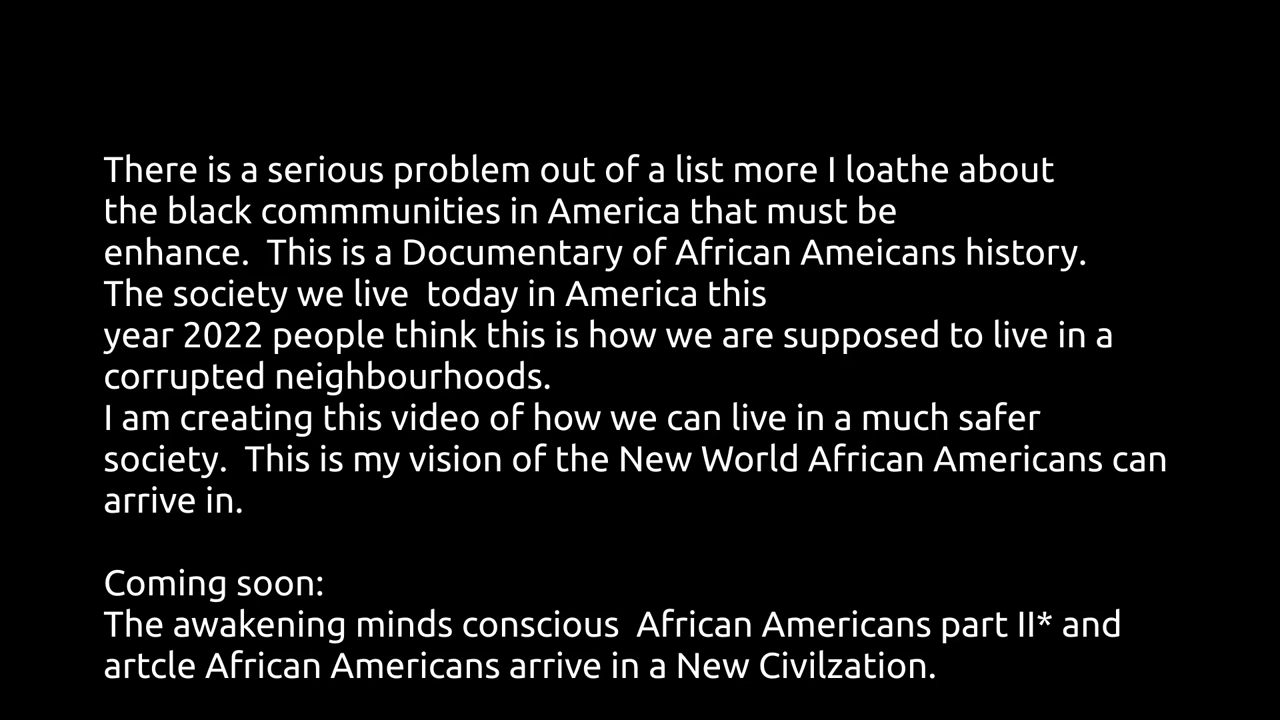 There is a serious problem out of a list more I loathe about
the black commmunities in America that must be
enhance.  This is a Documentary of African Ameicans history.
The society we live  today in America this
year 2022 people think this is how we are supposed to live in a
corrupted neighbourhoods.
I am creating this video of how we can live in a much safer
society.  This is my vision of the New World African Americans can
arrive in.

Coming soon:
The awakening minds conscious  African Americans part II* and
artcle African Americans arrive in a New Civilzation.